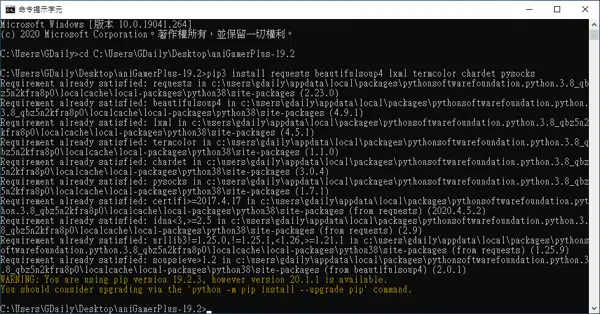 命令提示字元
Microsoft Windows [版本 10.0.19041.264]
(c) 2020 Microsoft Corporation。著作權所有，並保留一切權利。
C:\Users\GDaily>cd C:\Users\GDaily\Desktop\aniGamerPlus-19.2
C:\Users\GDaily\Desktop\aniGamerPlus-19.2>pip3 install requests beautifulsoup4 lxml termcolor chardet pysocks
Requirement already satisfied: requests in c:\users\gdaily\appdata\local\packages\pythonsoftwarefoundation.python.3.8_qbz5n2kfra8p0\localcache\local-packages\python38\site-packages (2.23.0)
Requirement already satisfied: beautifulsoup4 in c:\users\gdaily\appdata\local\packages\pythonsoftwarefoundation.python.3.8_qbz5n2kfra8p0\localcache\local-packages\python38\site-packages (4.9.1)
Requirement already satisfied: lxml in c:\users\gdaily\appdata\local\packages\pythonsoftwarefoundation.python.3.8_qbz5n2kfra8p0\localcache\local-packages\python38\site-packages (4.5.1)
Requirement already satisfied: termcolor in c:\users\gdaily\appdata\local\packages\pythonsoftwarefoundation.python.3.8_qbz5n2kfra8p0\localcache\local-packages\python38\site-packages (1.1.0)
Requirement already satisfied: chardet in c:\users\gdaily\appdata\local\packages\pythonsoftwarefoundation.python.3.8_qbz5n2kfra8p0\localcache\local-packages\python38\site-packages (3.0.4)
Requirement already satisfied: pysocks in c:\users\gdaily\appdata\local\packages\pythonsoftwarefoundation.python.3.8_qbz5n2kfra8p0\localcache\local-packages\python38\site-packages (1.7.1)
Requirement already satisfied: certifi>=2017.4.17 in c:\users\gdaily\appdata\local\packages\pythonsoftwarefoundation.python.3.8_qbz5n2kfra8p0\localcache\local-packages\python38\site-packages (from requests) (2020.4.5.2)
Requirement already satisfied: idna<3,>=2.5 in c:\users\gdaily\appdata\local\packages\pythonsoftwarefoundation.python.3.8_qbz5n2kfra8p0\localcache\local-packages\python38\site-packages (from requests) (2.9)
Requirement already satisfied: urllib3!=1.25.0,!=1.25.1,<1.26,>=1.21.1 in c:\users\gdaily\appdata\local\packages\pythonsoftwarefoundation.python.3.8_qbz5n2kfra8p0\localcache\local-packages\python38\site-packages (from requests) (1.25.9)
Requirement already satisfied: soupsieve>1.2 in c:\users\gdaily\appdata\local\packages\pythonsoftwarefoundation.python.3.8_qbz5n2kfra8p0\localcache\local-packages\python38\site-packages (from beautifulsoup4) (2.0.1)
WARNING: You are using pip version 19.2.3, however version 20.1.1 is available.
You should consider upgrading via the 'python -m pip install --upgrade pip' command.
C:\Users\GDaily\Desktop\aniGamerPlus-19.2>